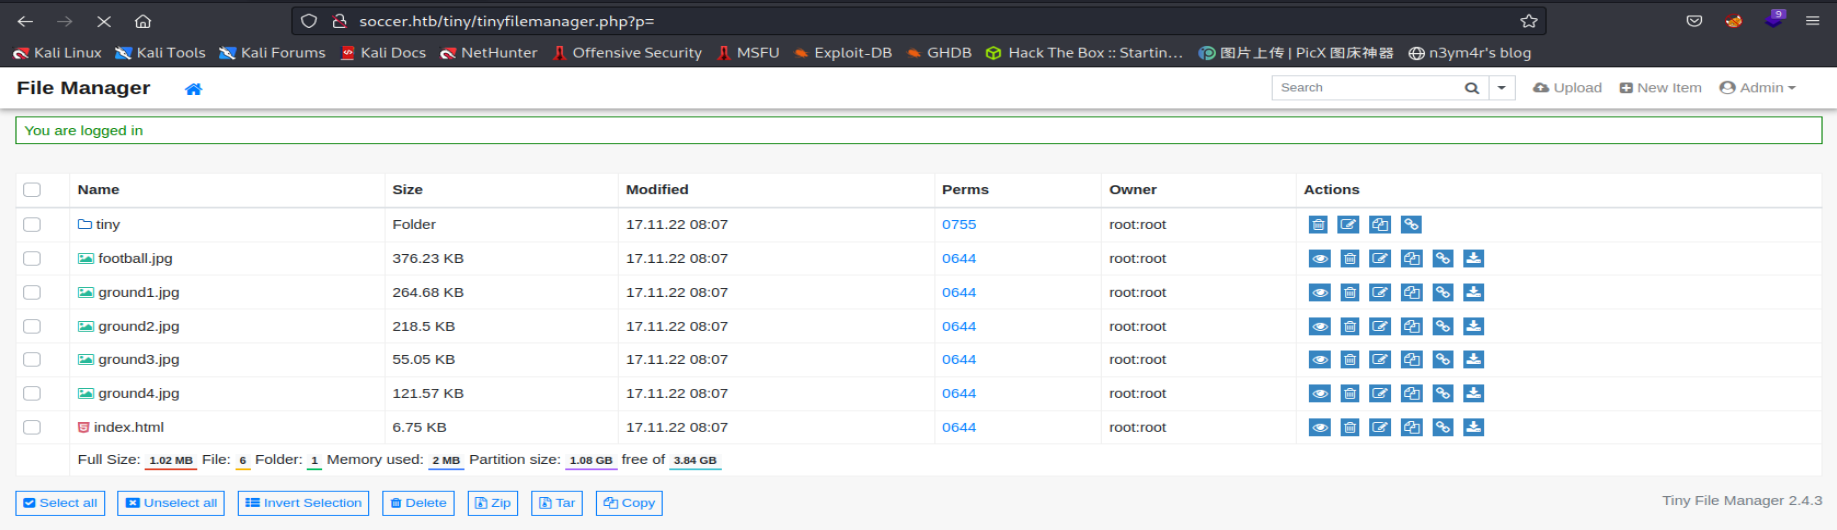 soccer.htb/tiny/tinyfilemanager.php?p=
9
Kali Linux Kali Tools Kali Forums Kali Docs NetHunter Offensive Security MSFU Exploit-DB GHDB Hack The Box :: Startin... 图片上传 | PicX 图床神器 n3ym4r's blog
File Manager Search Upload New Item Admin
You are logged in
Name Size Modified Perms Owner Actions
tiny Folder 17.11.22 08:07 0755 root:root
football.jpg 376.23 KB 17.11.22 08:07 0644 root:root
ground1.jpg 264.68 KB 17.11.22 08:07 0644 root:root
ground2.jpg 218.5 KB 17.11.22 08:07 0644 root:root
ground3.jpg 55.05 KB 17.11.22 08:07 0644 root:root
ground4.jpg 121.57 KB 17.11.22 08:07 0644 root:root
index.html 6.75 KB 17.11.22 08:07 0644 root:root
Full Size: 1.02 MB File: 6 Folder: 1 Memory used: 2 MB Partition size: 1.08 GB free of 3.84 GB
Select all Unselect all Invert Selection Delete Zip Tar Copy Tiny File Manager 2.4.3